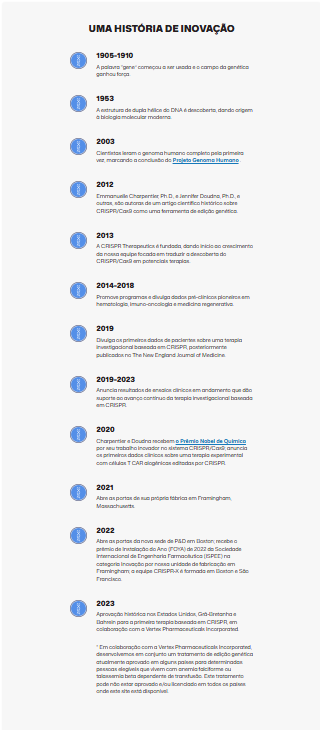 UMA HISTÓRIA DE INOVAÇÃO
1905-1910
A palavra "gene" começou a ser usada e o campo da genética
ganhou força.
1953
A estrutura de dupla hélice do DNA é descoberta, dando origem
à biologia molecular moderna.
2003
Cientistas leram o genoma humano completo pela primeira
vez, marcando a conclusão do Projeto Genoma Humano.
2012
Emmanuelle Charpentier, Ph.D., e Jennifer Doudna, Ph.D., e
outros, são autoras de um artigo científico histórico sobre
CRISPR/Cas9 como uma ferramenta de edição genética.
2013
A CRISPR Therapeutics é fundada, dando início ao crescimento
da nossa equipe focada em traduzir a descoberta do
CRISPR/Cas9 em potenciais terapias.
2014-2018
Promove programas e divulga dados pré-clínicos pioneiros em
hematologia, imuno-oncologia e medicina regenerativa.
2019
Divulga os primeiros dados de pacientes sobre uma terapia
investigacional baseada em CRISPR, posteriormente
publicados no The New England Journal of Medicine.
2019-2023
Anuncia resultados de ensaios clínicos em andamento que dão
suporte ao avanço contínuo da terapia investigacional baseada
em CRISPR.
2020
Charpentier e Doudna recebem o Prêmio Nobel de Química
por seu trabalho inovador no sistema CRISPR/Cas9; anuncia
os primeiros dados clínicos sobre uma terapia experimental
com células T CAR alogênicas editadas por CRISPR.
2021
Abre as portas de sua própria fábrica em Framingham,
Massachusetts.
2022
Abre as portas da nova sede de P&D em Boston; recebe o
prêmio de Instalação do Ano (FOYA) de 2022 da Sociedade
Internacional de Engenharia Farmacêutica (ISPE) na
categoria Inovação por nossa unidade de fabricação em
Framingham; a equipe CRISPR-X é formada em Boston e São
Francisco.
2023
Aprovação histórica nos Estados Unidos, Grã-Bretanha e
Bahrein para a primeira terapia baseada em CRISPR, em
colaboração com a Vertex Pharmaceuticals Incorporated.
* Em colaboração com a Vertex Pharmaceuticals Incorporated,
desenvolvemos em conjunto um tratamento de edição genética
atualmente aprovado em alguns países para determinadas
pessoas elegíveis que vivem com anemia falciforme ou
talassemia beta dependente de transfusão. Este tratamento
pode não estar aprovado e/ou licenciado em todos os países
onde este site está disponível.